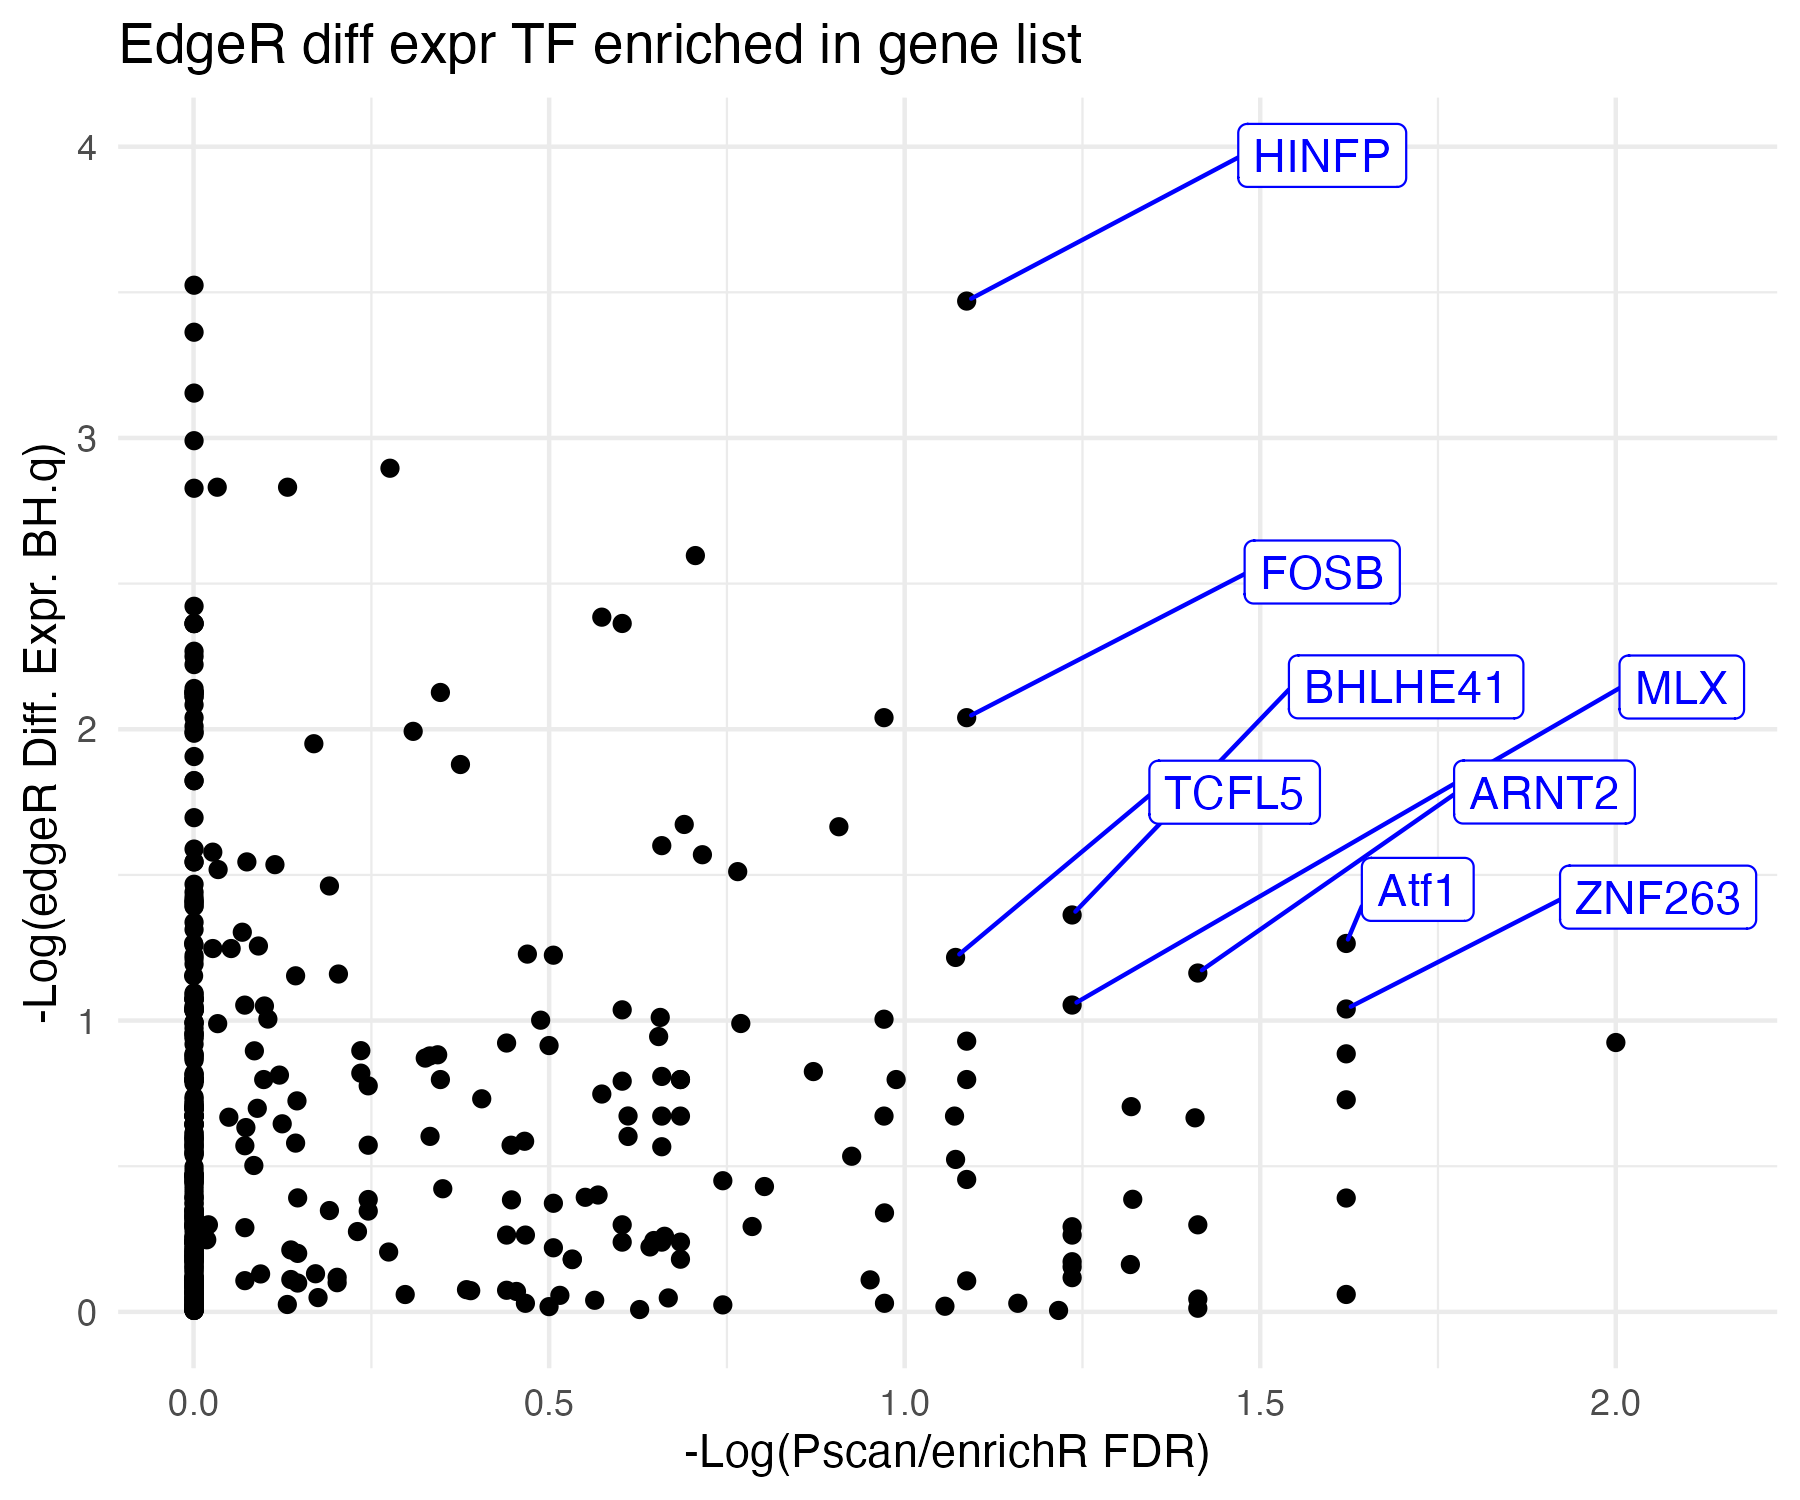 EdgeR diff expr TF enriched in gene list
-Log(edgeR Diff. Expr. BH.q)
4
3
2
1
0
HINFP
FOSB
BHLHE41
MLX
TCFL5
ARNT2
Atf1
ZNF263
0.0 0.5 1.0 1.5 2.0
-Log(Pscan/enrichR FDR)